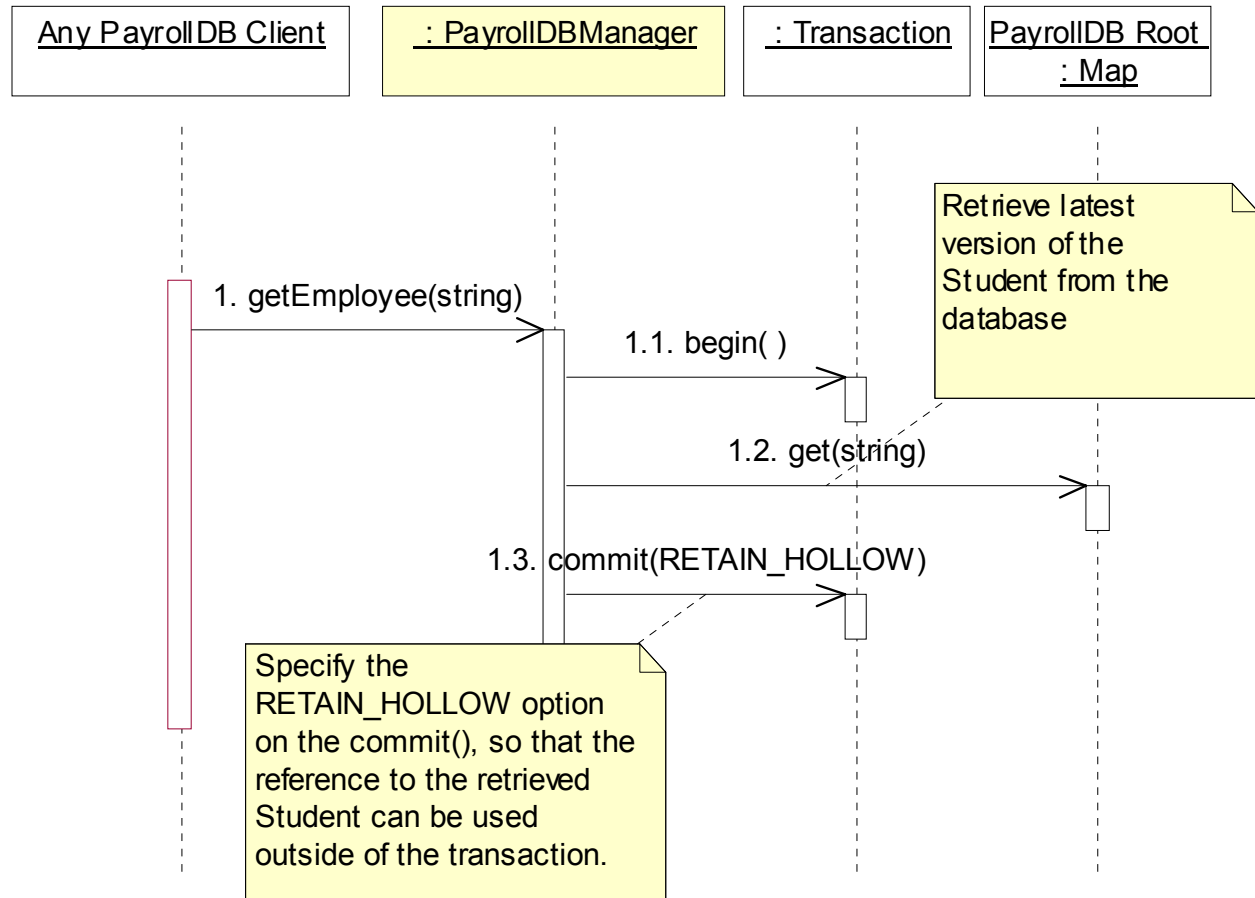 Any PayrollDB Client
: PayrollDBManager
: Transaction
PayrollDB Root
: Map
Retrieve latest
version of the
Student from the
database
1. getEmployee(string)
1.1. begin( )
1.2. get(string)
1.3. commit(RETAIN_HOLLOW)
Specify the
RETAIN_HOLLOW option
on the commit(), so that the
reference to the retrieved
Student can be used
outside of the transaction.